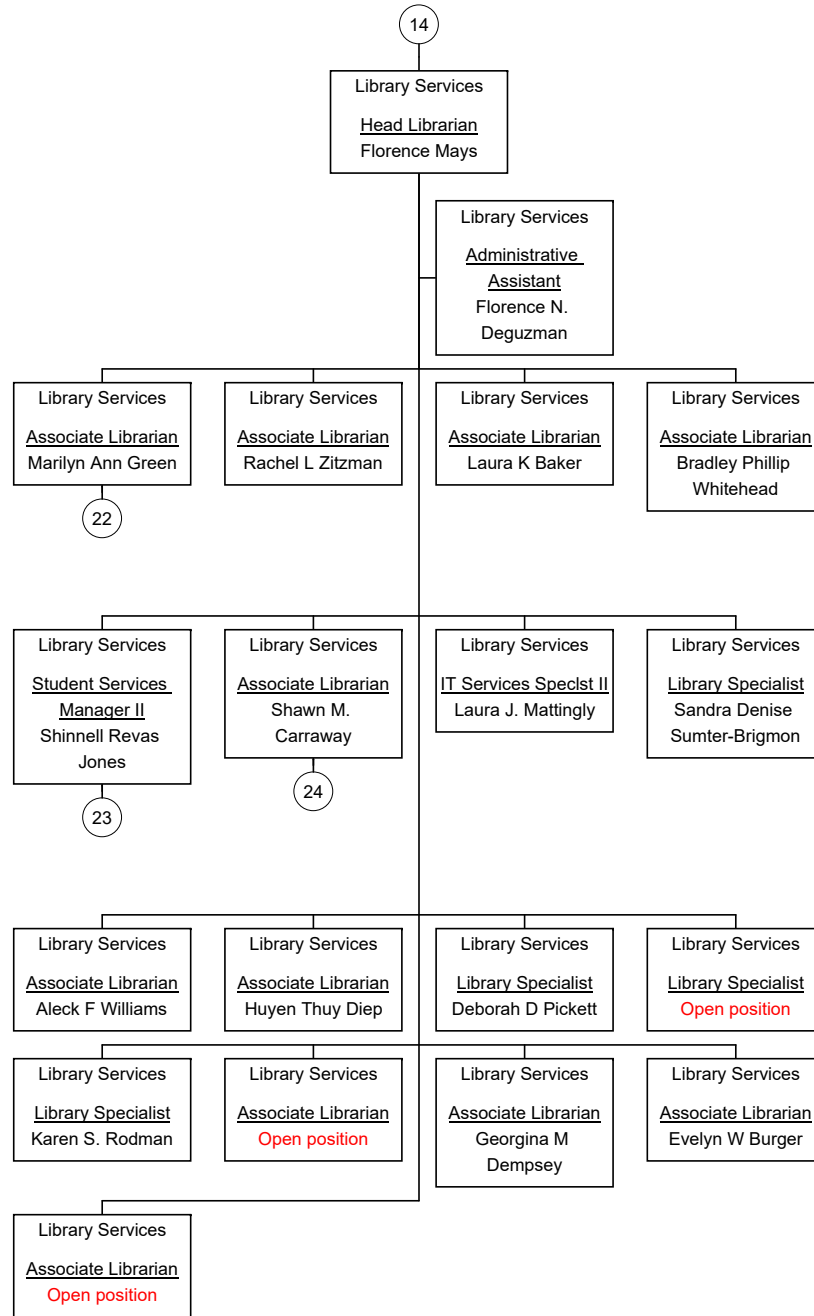 14
Library Services
Head Librarian
Florence Mays
Library Services
Administrative
Assistant
Florence N.
Deguzman
Library Services
Associate Librarian
Marilyn Ann Green
22
Library Services
Associate Librarian
Rachel L Zitzman
Library Services
Associate Librarian
Laura K Baker
Library Services
Associate Librarian
Bradley Phillip
Whitehead
Library Services
Student Services
Manager II
Shinnell Revas
Jones
23
Library Services
Associate Librarian
Shawn M.
Carraway
24
Library Services
IT Services Speclst II
Laura J. Mattingly
Library Services
Library Specialist
Sandra Denise
Sumter-Brigmon
Library Services
Associate Librarian
Aleck F Williams
Library Services
Associate Librarian
Huyen Thuy Diep
Library Services
Library Specialist
Deborah D Pickett
Library Services
Library Specialist
Open position
Library Services
Library Specialist
Karen S. Rodman
Library Services
Associate Librarian
Open position
Library Services
Associate Librarian
Georgina M
Dempsey
Library Services
Associate Librarian
Evelyn W Burger
Library Services
Associate Librarian
Open position